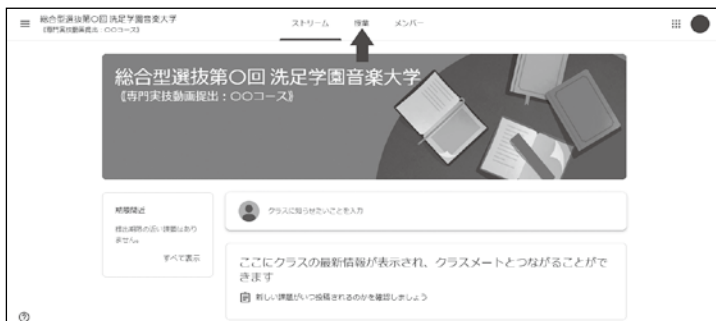 総合型選抜第〇回 洗足学園音楽大学
【専門実技動画提出：〇〇コース】
ストリーム 授業 メンバー
総合型選抜第〇回 洗足学園音楽大学
【専門実技動画提出：〇〇コース】
期限間近
提出期限の近い課題はあり
ません。
すべて表示
クラスに知らせたいことを入力
ここにクラスの最新情報が表示され、クラスメートとつながることがで
きます
新しい課題がいつ投稿されるのかを確認しましょう